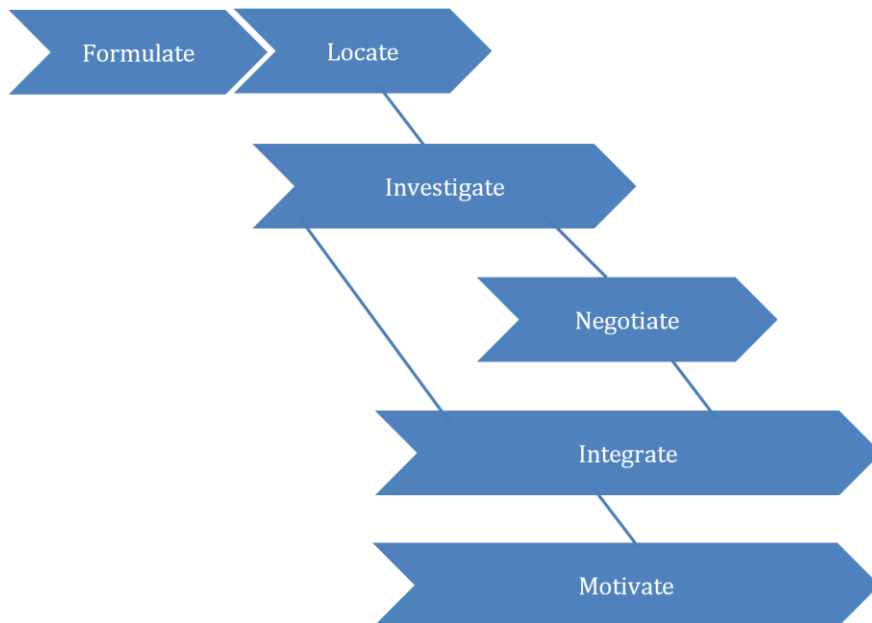 Formulate
Locate
Investigate
Negotiate
Integrate
Motivate